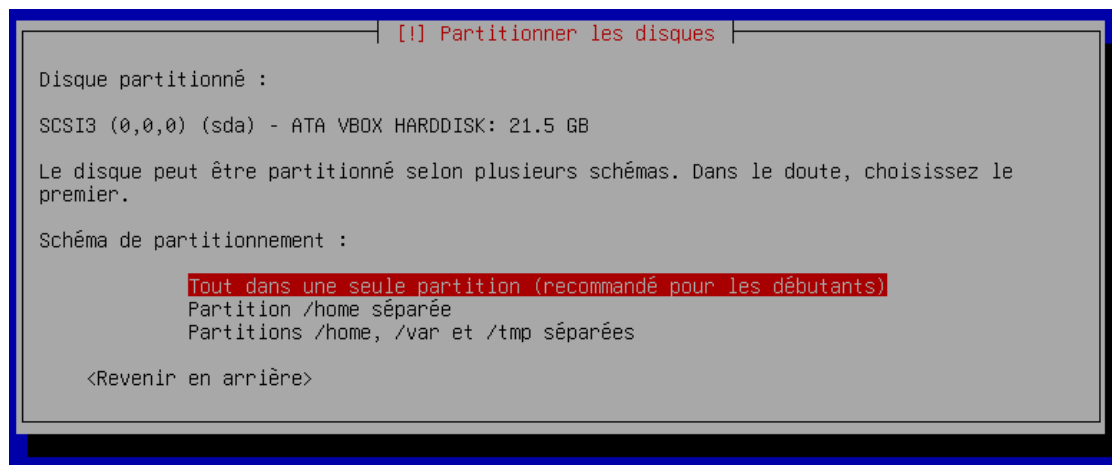 [!] Partitionner les disques
Disque partitionné :
SCSI3 (0,0,0) (sda) - ATA VBOX HARDDISK: 21.5 GB
Le disque peut être partitionné selon plusieurs schémas. Dans le doute, choisissez le
premier.
Schéma de partitionnement :
Tout dans une seule partition (recommandé pour les débutants)
Partition /home séparée
Partitions /home, /var et /tmp séparées
<Revenir en arrière>